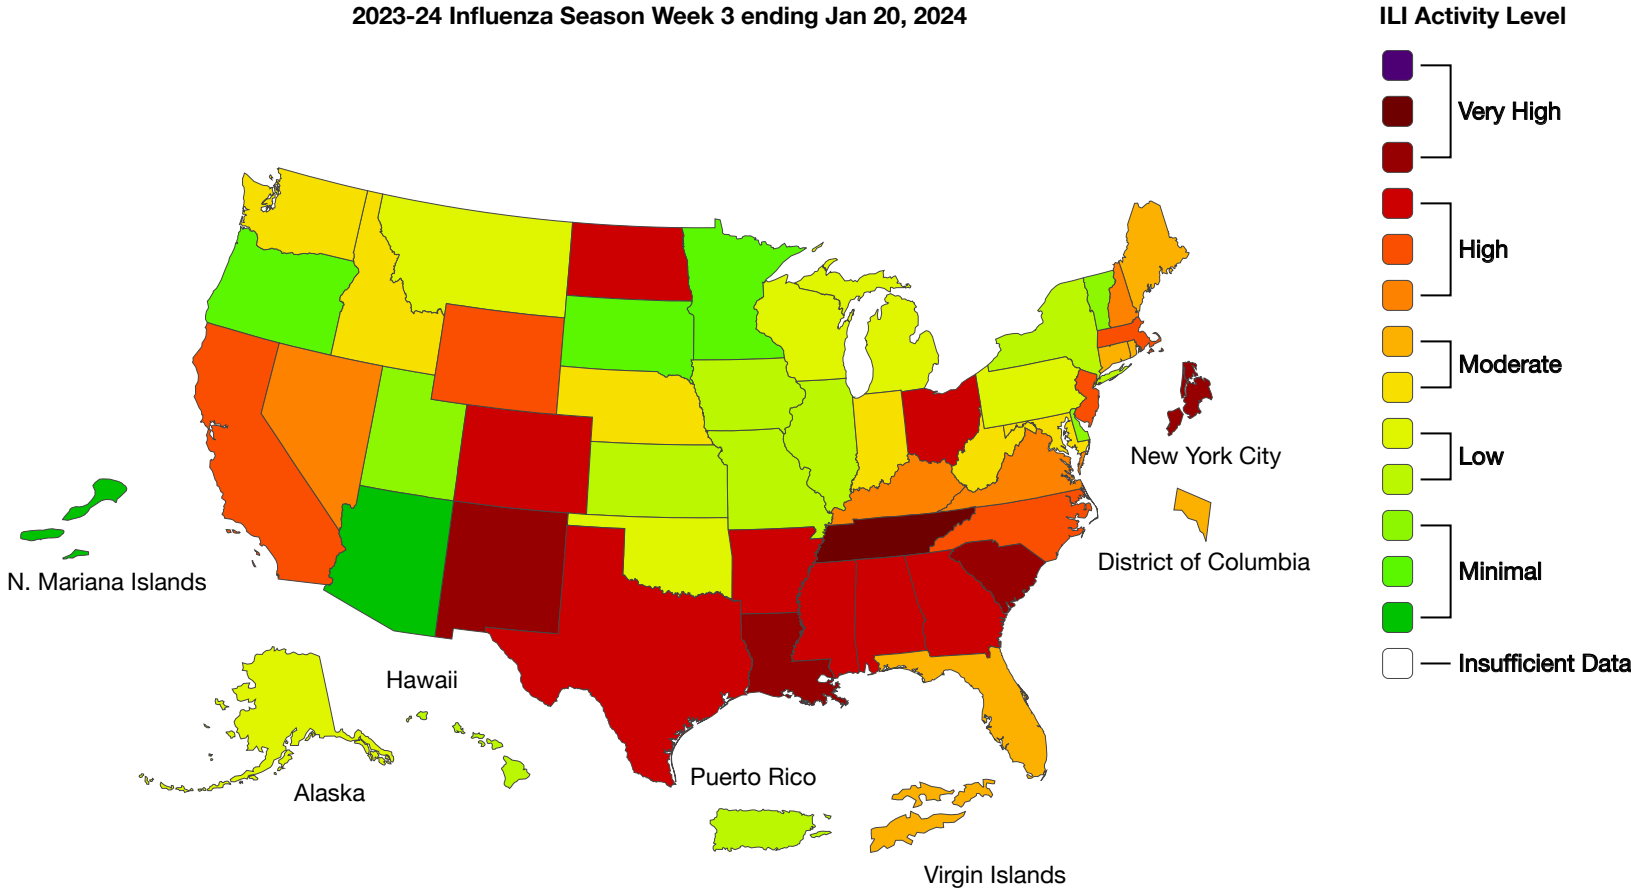 2023-24 Influenza Season Week 3 ending Jan 20, 2024
ILI Activity Level
Very High
High
Moderate
Low
Minimal
Insufficient Data
New York City
District of Columbia
N. Mariana Islands
Hawaii
Alaska
Puerto Rico
Virgin Islands